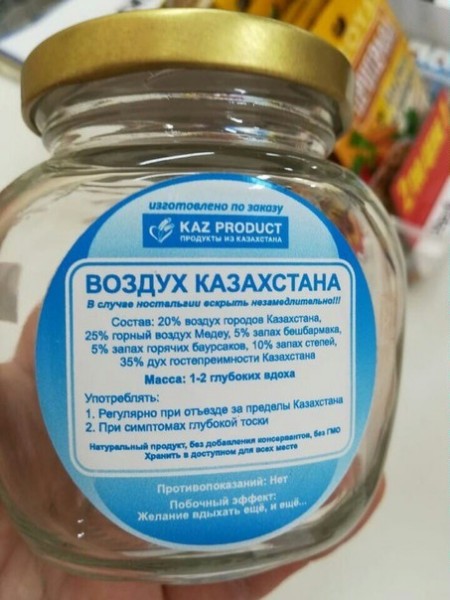 изготовлено по заказу
KAZ PRODUCT
ПРОДУКТЫ ИЗ КАЗАХСТАНА
ВОЗДУХ КАЗАХСТАНА
В случае ностальгии вскрыть незамедлительно!!!
Состав: 20% воздух городов Казахстана,
25% горный воздух Медеу, 5% запах бешбармака,
5% запах горячих баурсаков, 10% запах степей,
35% дух гостеприимности Казахстана
Масса: 1-2 глубоких вдоха
Употреблять:
1. Регулярно при отъезде за пределы Казахстана
2. При симптомах глубокой тоски
Натуральный продукт, без добавления консервантов, без ГМО
Хранить в доступном для всех месте
Противопоказаний: Нет
Побочный эффект:
Желание вдыхать ещё, и ещё...